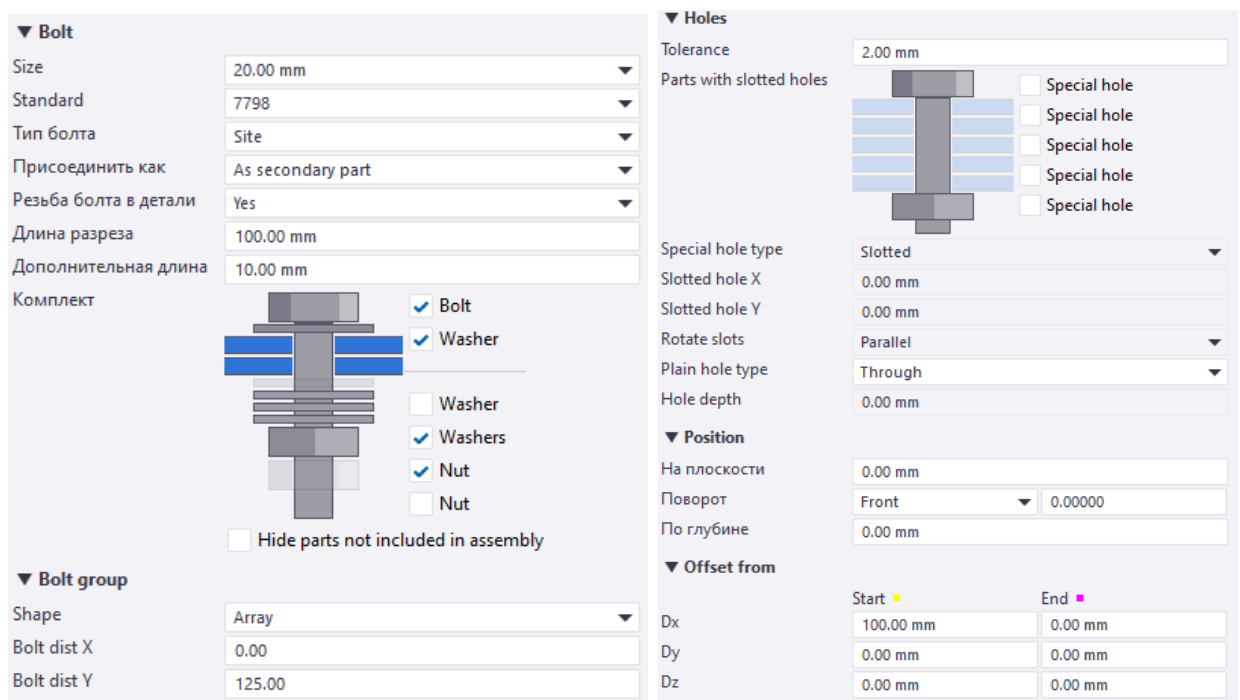 ▼ Bolt
Size 20.00 mm
Standard 7798
Тип болта Site
Присоединить как As secondary part
Резьба болта в детали Yes
Длина разреза 100.00 mm
Дополнительная длина 10.00 mm
Комплект
Bolt
Washer
Washer
Washers
Nut
Nut
Hide parts not included in assembly
▼ Bolt group
Shape Array
Bolt dist X 0.00
Bolt dist Y 125.00
▼ Holes
Tolerance 2.00 mm
Parts with slotted holes
Special hole
Special hole
Special hole
Special hole
Special hole
Special hole type Slotted
Slotted hole X 0.00 mm
Slotted hole Y 0.00 mm
Rotate slots Parallel
Plain hole type Through
Hole depth 0.00 mm
▼ Position
На плоскости 0.00 mm
Поворот Front 0.00000
По глубине 0.00 mm
▼ Offset from
Start End
Dx 100.00 mm 0.00 mm
Dy 0.00 mm 0.00 mm
Dz 0.00 mm 0.00 mm